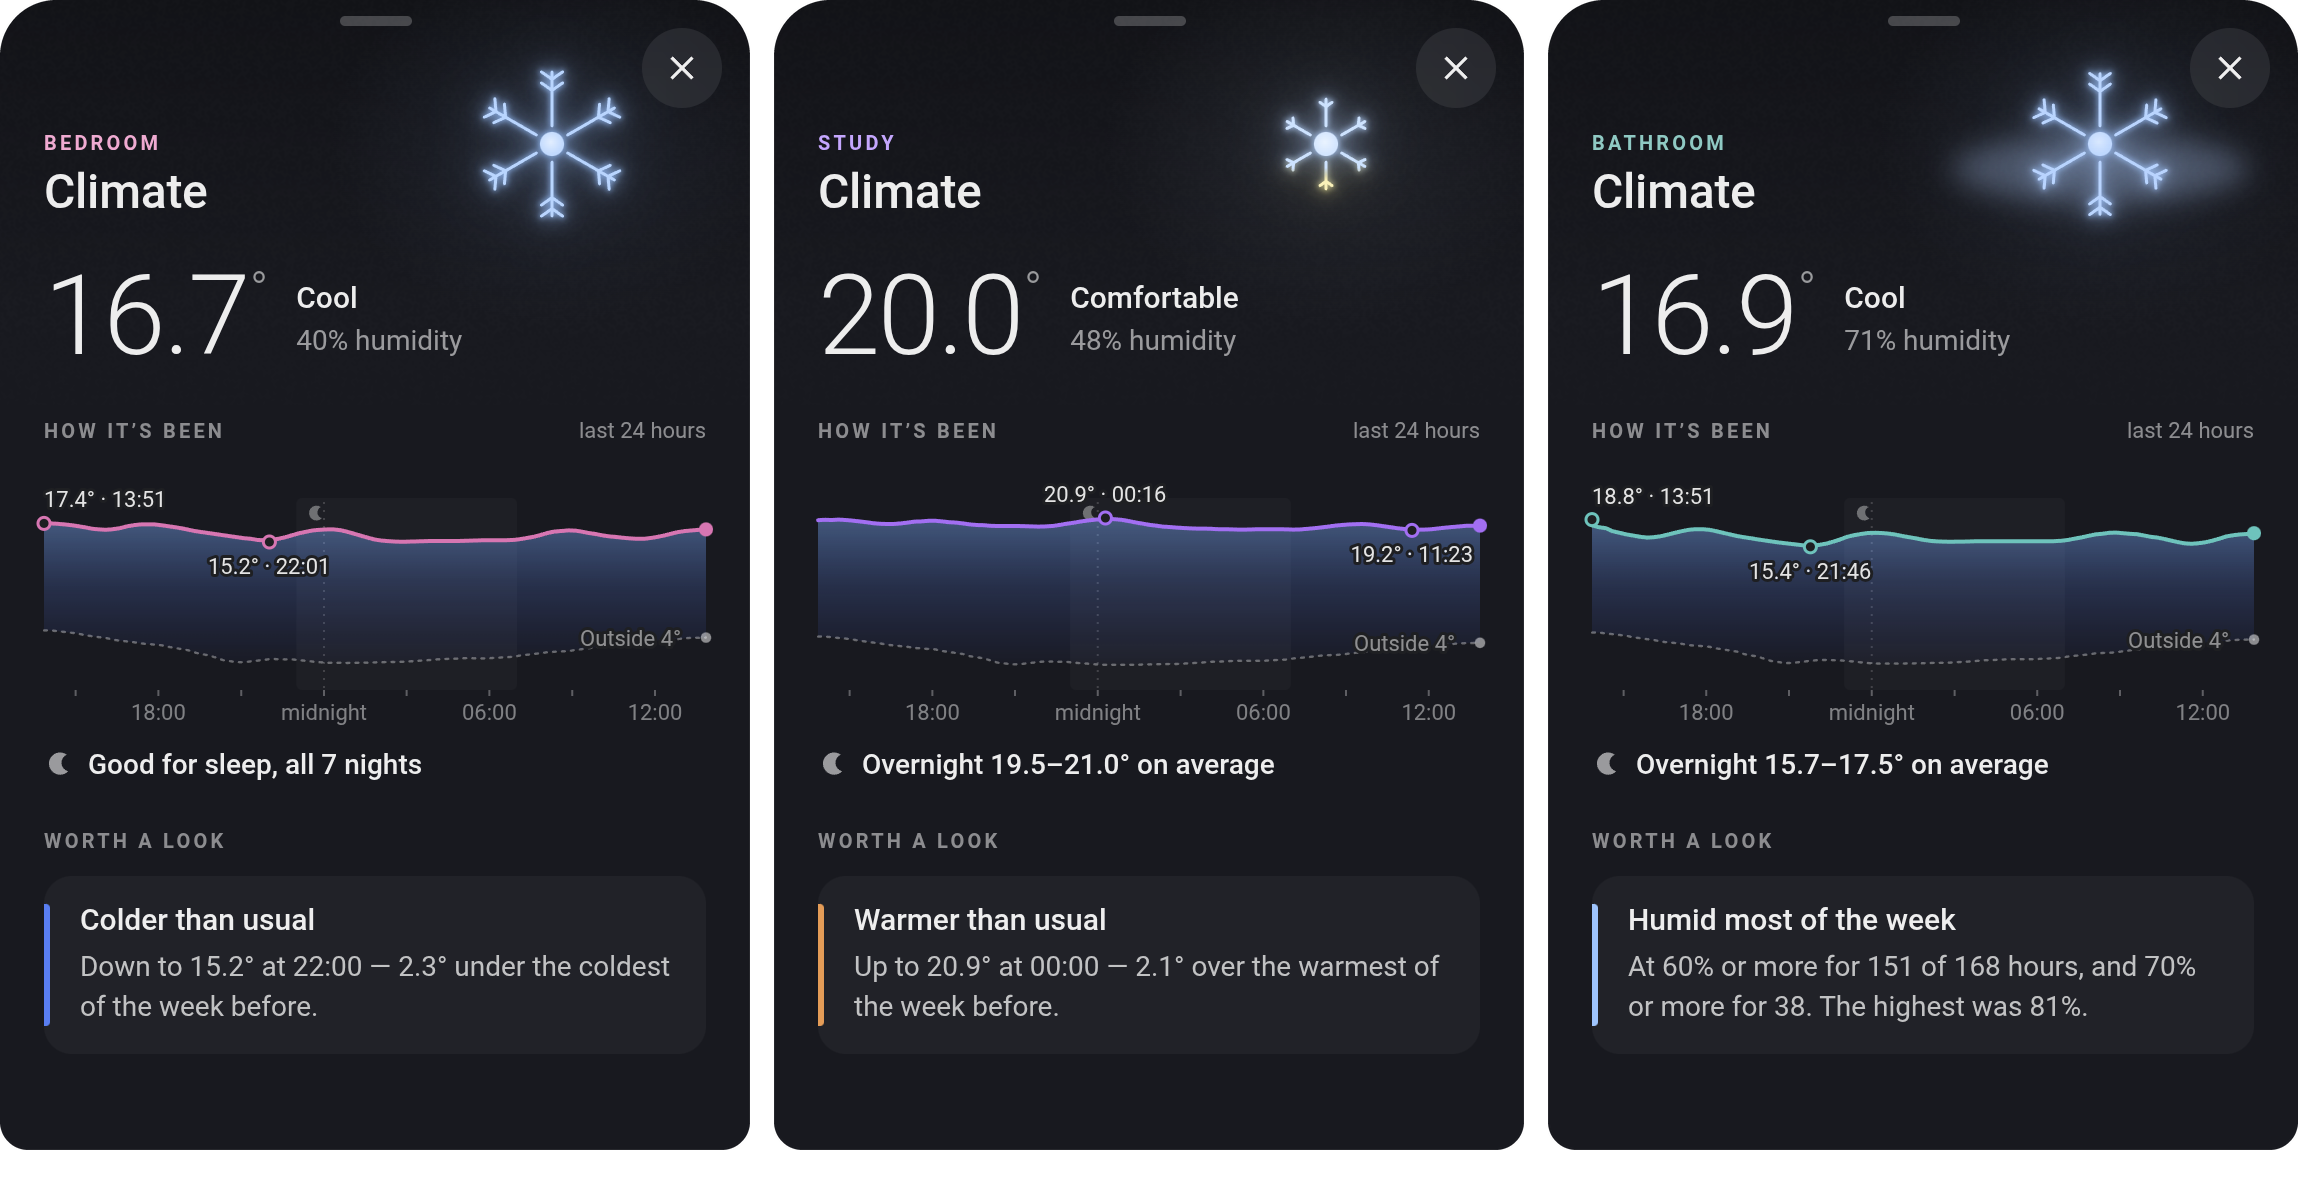 BEDROOM
Climate
16.7°
Cool
40% humidity
HOW IT’S BEEN
last 24 hours
17.4° · 13:51
15.2° · 22:01
Outside 4°
18:00
midnight
06:00
12:00
Good for sleep, all 7 nights
WORTH A LOOK
Colder than usual
Down to 15.2° at 22:00 — 2.3° under the coldest
of the week before.
STUDY
Climate
20.0°
Comfortable
48% humidity
HOW IT’S BEEN
last 24 hours
20.9° · 00:16
19.2° · 11:23
Outside 4°
18:00
midnight
06:00
12:00
Overnight 19.5–21.0° on average
WORTH A LOOK
Warmer than usual
Up to 20.9° at 00:00 — 2.1° over the warmest of
the week before.
BATHROOM
Climate
16.9°
Cool
71% humidity
HOW IT’S BEEN
last 24 hours
18.8° · 13:51
15.4° · 21:46
Outside 4°
18:00
midnight
06:00
12:00
Overnight 15.7–17.5° on average
WORTH A LOOK
Humid most of the week
At 60% or more for 151 of 168 hours, and 70%
or more for 38. The highest was 81%.